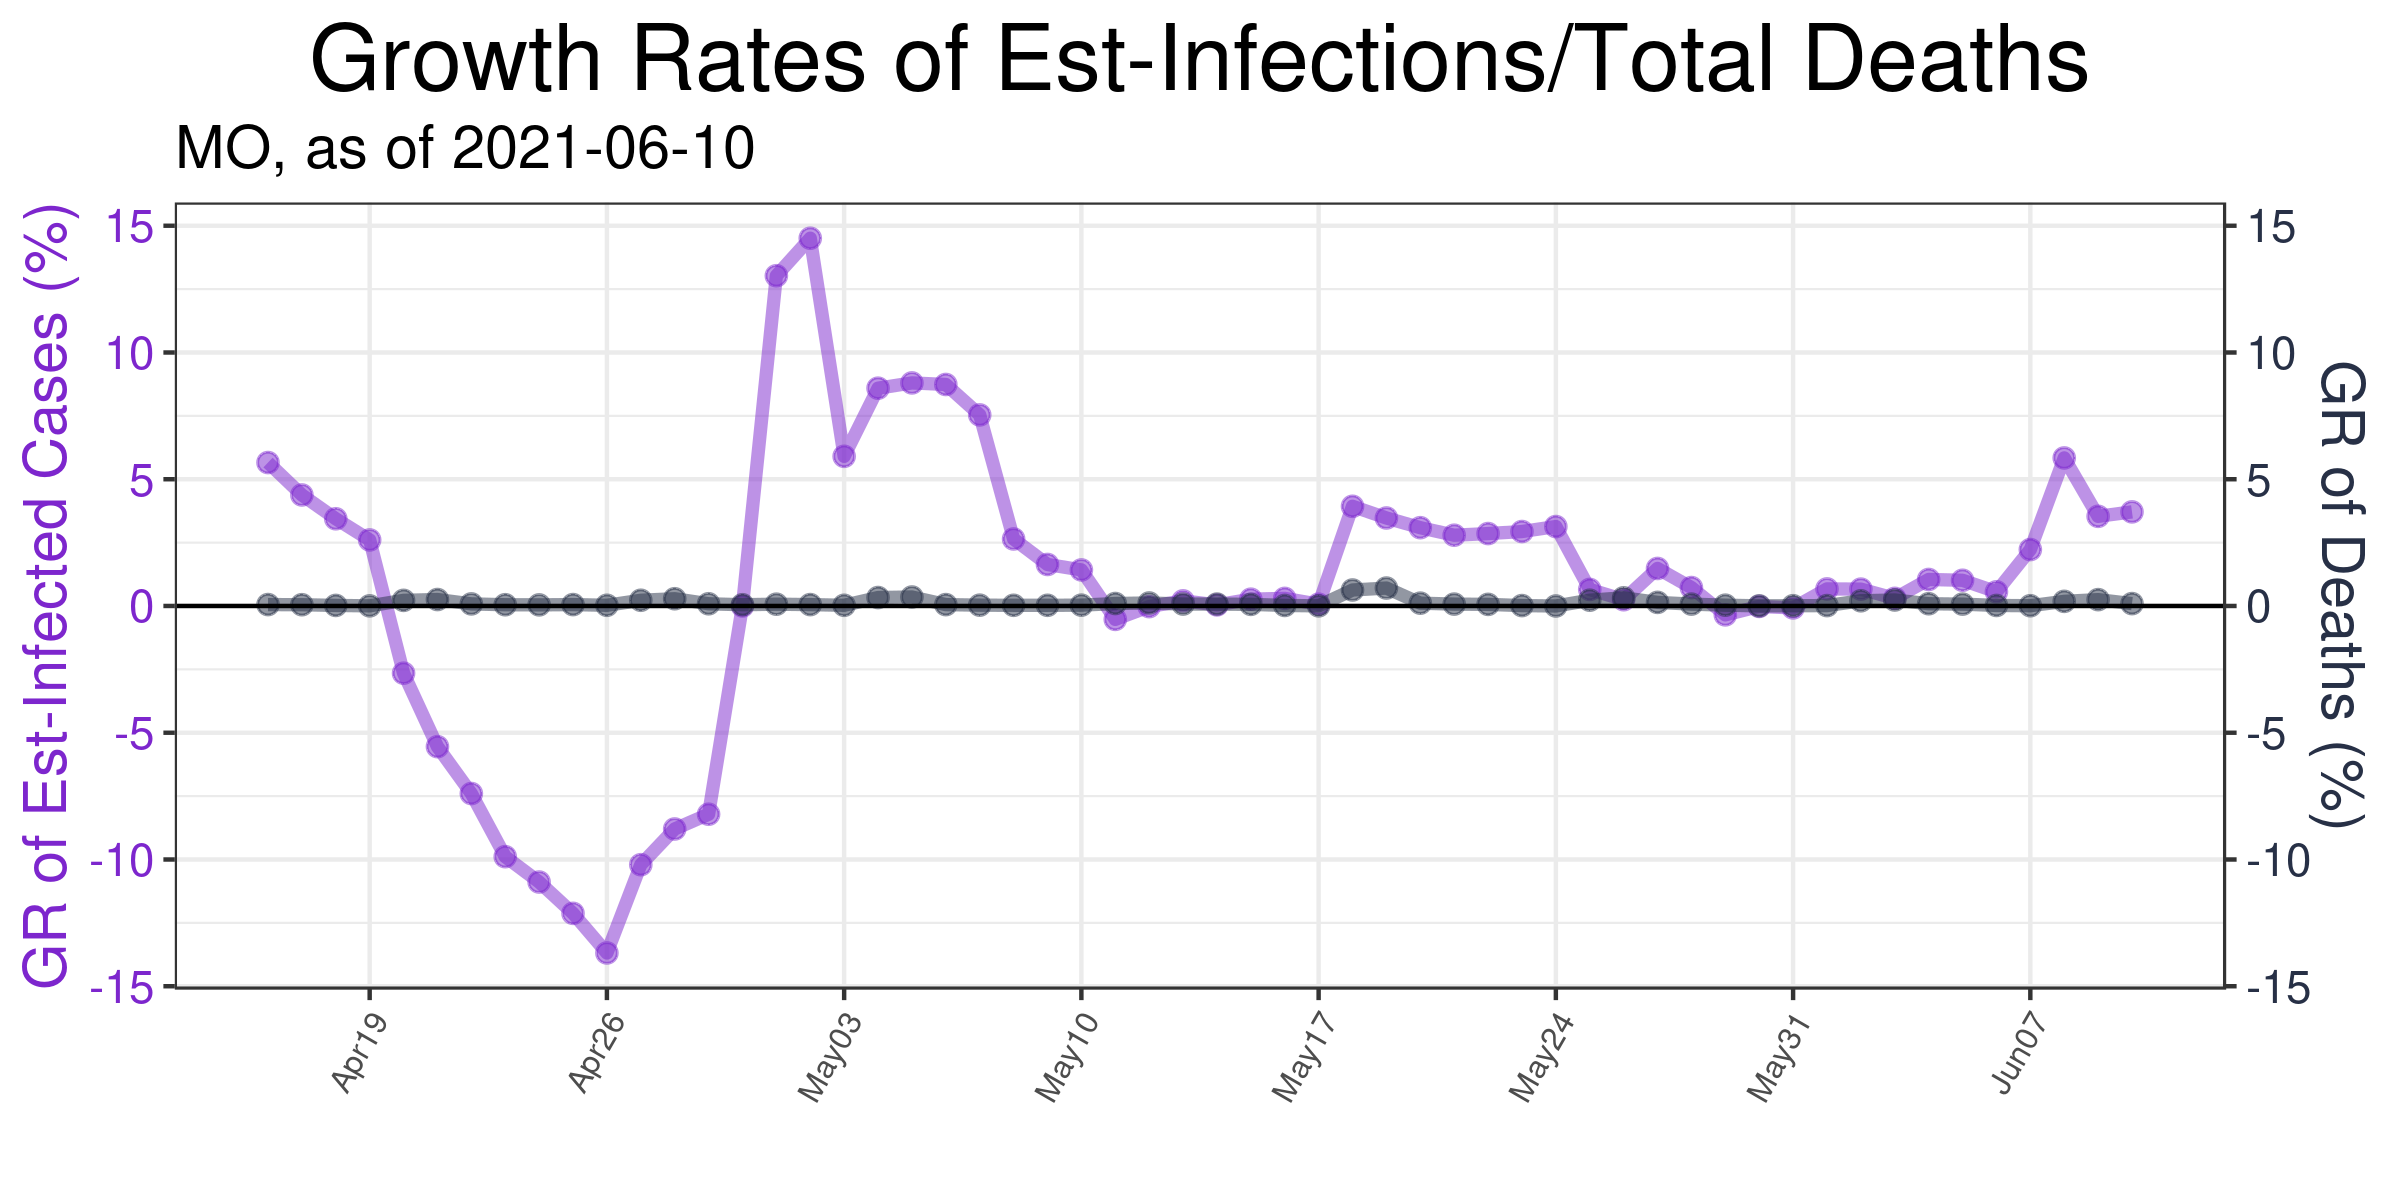 Growth Rates of Est-Infections/Total Deaths
MO, as of 2021-06-10
GR of Est-Infected Cases (%)
15
10
5
0
-5
-10
-15
15
10
5
0
-5
-10
-15
GR of Deaths (%)
Apr19
Apr26
May03
May10
May17
May24
May31
Jun07